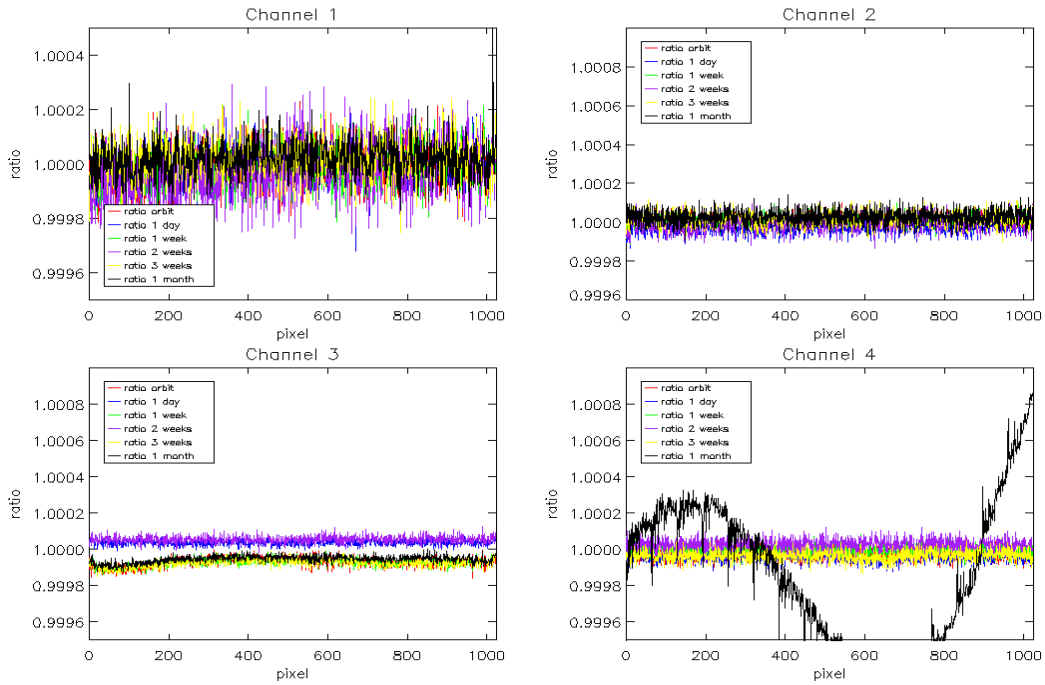 Channel 1
1.0004
1.0002
1.0000
0.9998
0.9996
ratio
ratio orbit
ratio 1 day
ratio 1 week
ratio 2 weeks
ratio 3 weeks
ratio 1 month
0 200 400 600 800 1000
pixel
Channel 2
1.0008
1.0006
1.0004
1.0002
1.0000
0.9998
0.9996
ratio
ratio orbit
ratio 1 day
ratio 1 week
ratio 2 weeks
ratio 3 weeks
ratio 1 month
0 200 400 600 800 1000
pixel
Channel 3
1.0008
1.0006
1.0004
1.0002
1.0000
0.9998
0.9996
ratio
ratio orbit
ratio 1 day
ratio 1 week
ratio 2 weeks
ratio 3 weeks
ratio 1 month
0 200 400 600 800 1000
pixel
Channel 4
1.0008
1.0006
1.0004
1.0002
1.0000
0.9998
0.9996
ratio
ratio orbit
ratio 1 day
ratio 1 week
ratio 2 weeks
ratio 3 weeks
ratio 1 month
0 200 400 600 800 1000
pixel